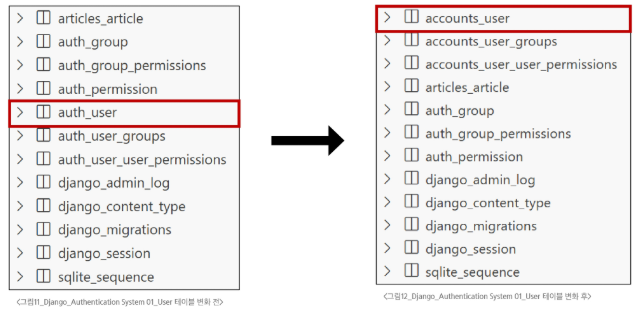 articles_article
auth_group
auth_group_permissions
auth_permission
auth_user
auth_user_groups
auth_user_user_permissions
django_admin_log
django_content_type
django_migrations
django_session
sqlite_sequence
<그림11_Django_Authentication System 01_User 테이블 변화 전>
accounts_user
accounts_user_groups
accounts_user_user_permissions
articles_article
auth_group
auth_group_permissions
auth_permission
django_admin_log
django_content_type
django_migrations
django_session
sqlite_sequence
<그림12_Django_Authentication System 01_User 테이블 변화 후>